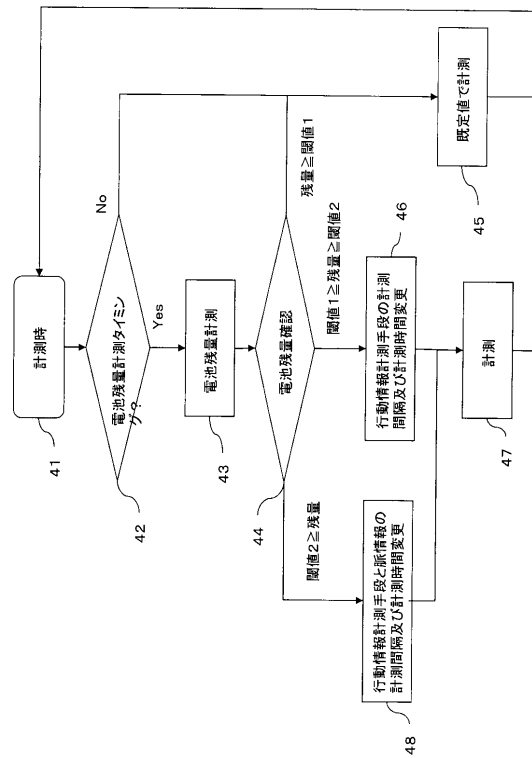 計測時
41
電池残量計測タイミン
グ?
42
No
Yes
電池残量計測
43
電池残量確認
44
残量≧閾値1
閾値1≧残量≧閾値2
閾値2≧残量
既定値で計測
45
行動情報計測手段の計測
間隔及び計測時間変更
46
行動情報計測手段と脈情報の
計測間隔及び計測時間変更
48
計測
47